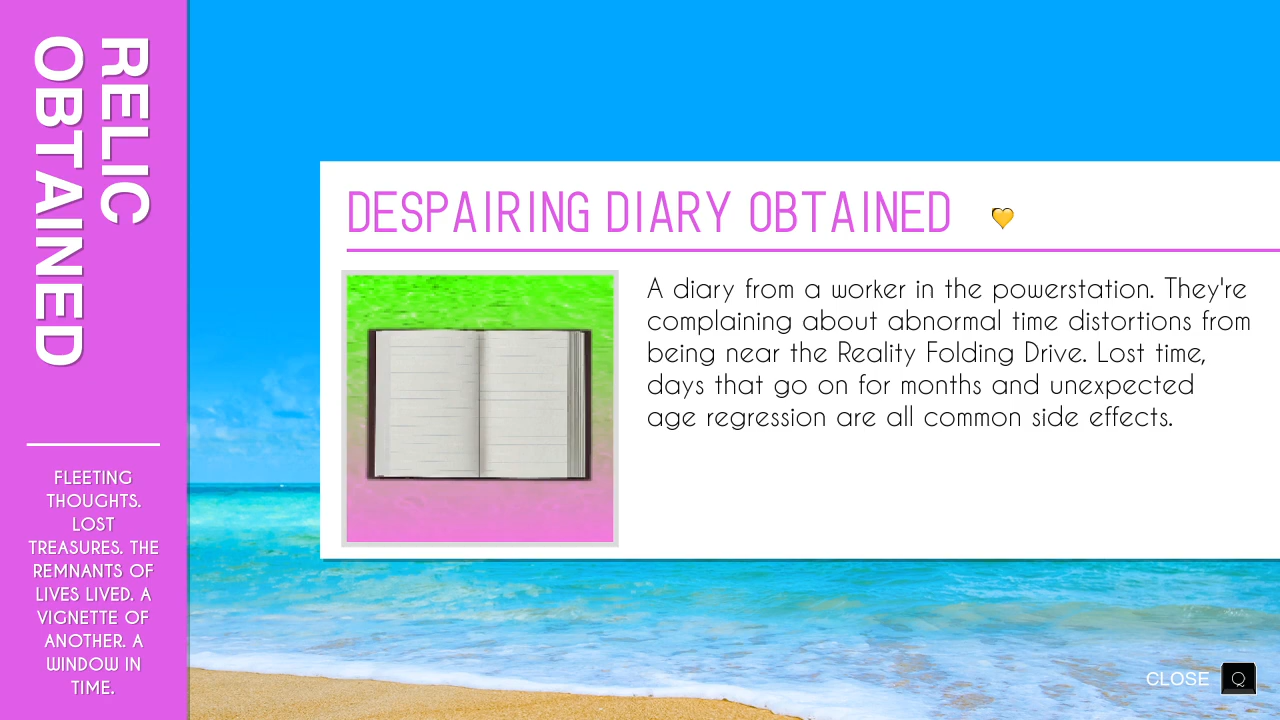 RELIC
OBTAINED
FLEETING
THOUGHTS.
LOST
TREASURES. THE
REMNANTS OF
LIVES LIVED. A
VIGNETTE OF
ANOTHER. A
WINDOW IN
TIME.
DESPAIRING DIARY OBTAINED
A diary from a worker in the powerstation. They're
complaining about abnormal time distortions from
being near the Reality Folding Drive. Lost time,
days that go on for months and unexpected
age regression are all common side effects.
CLOSE Q